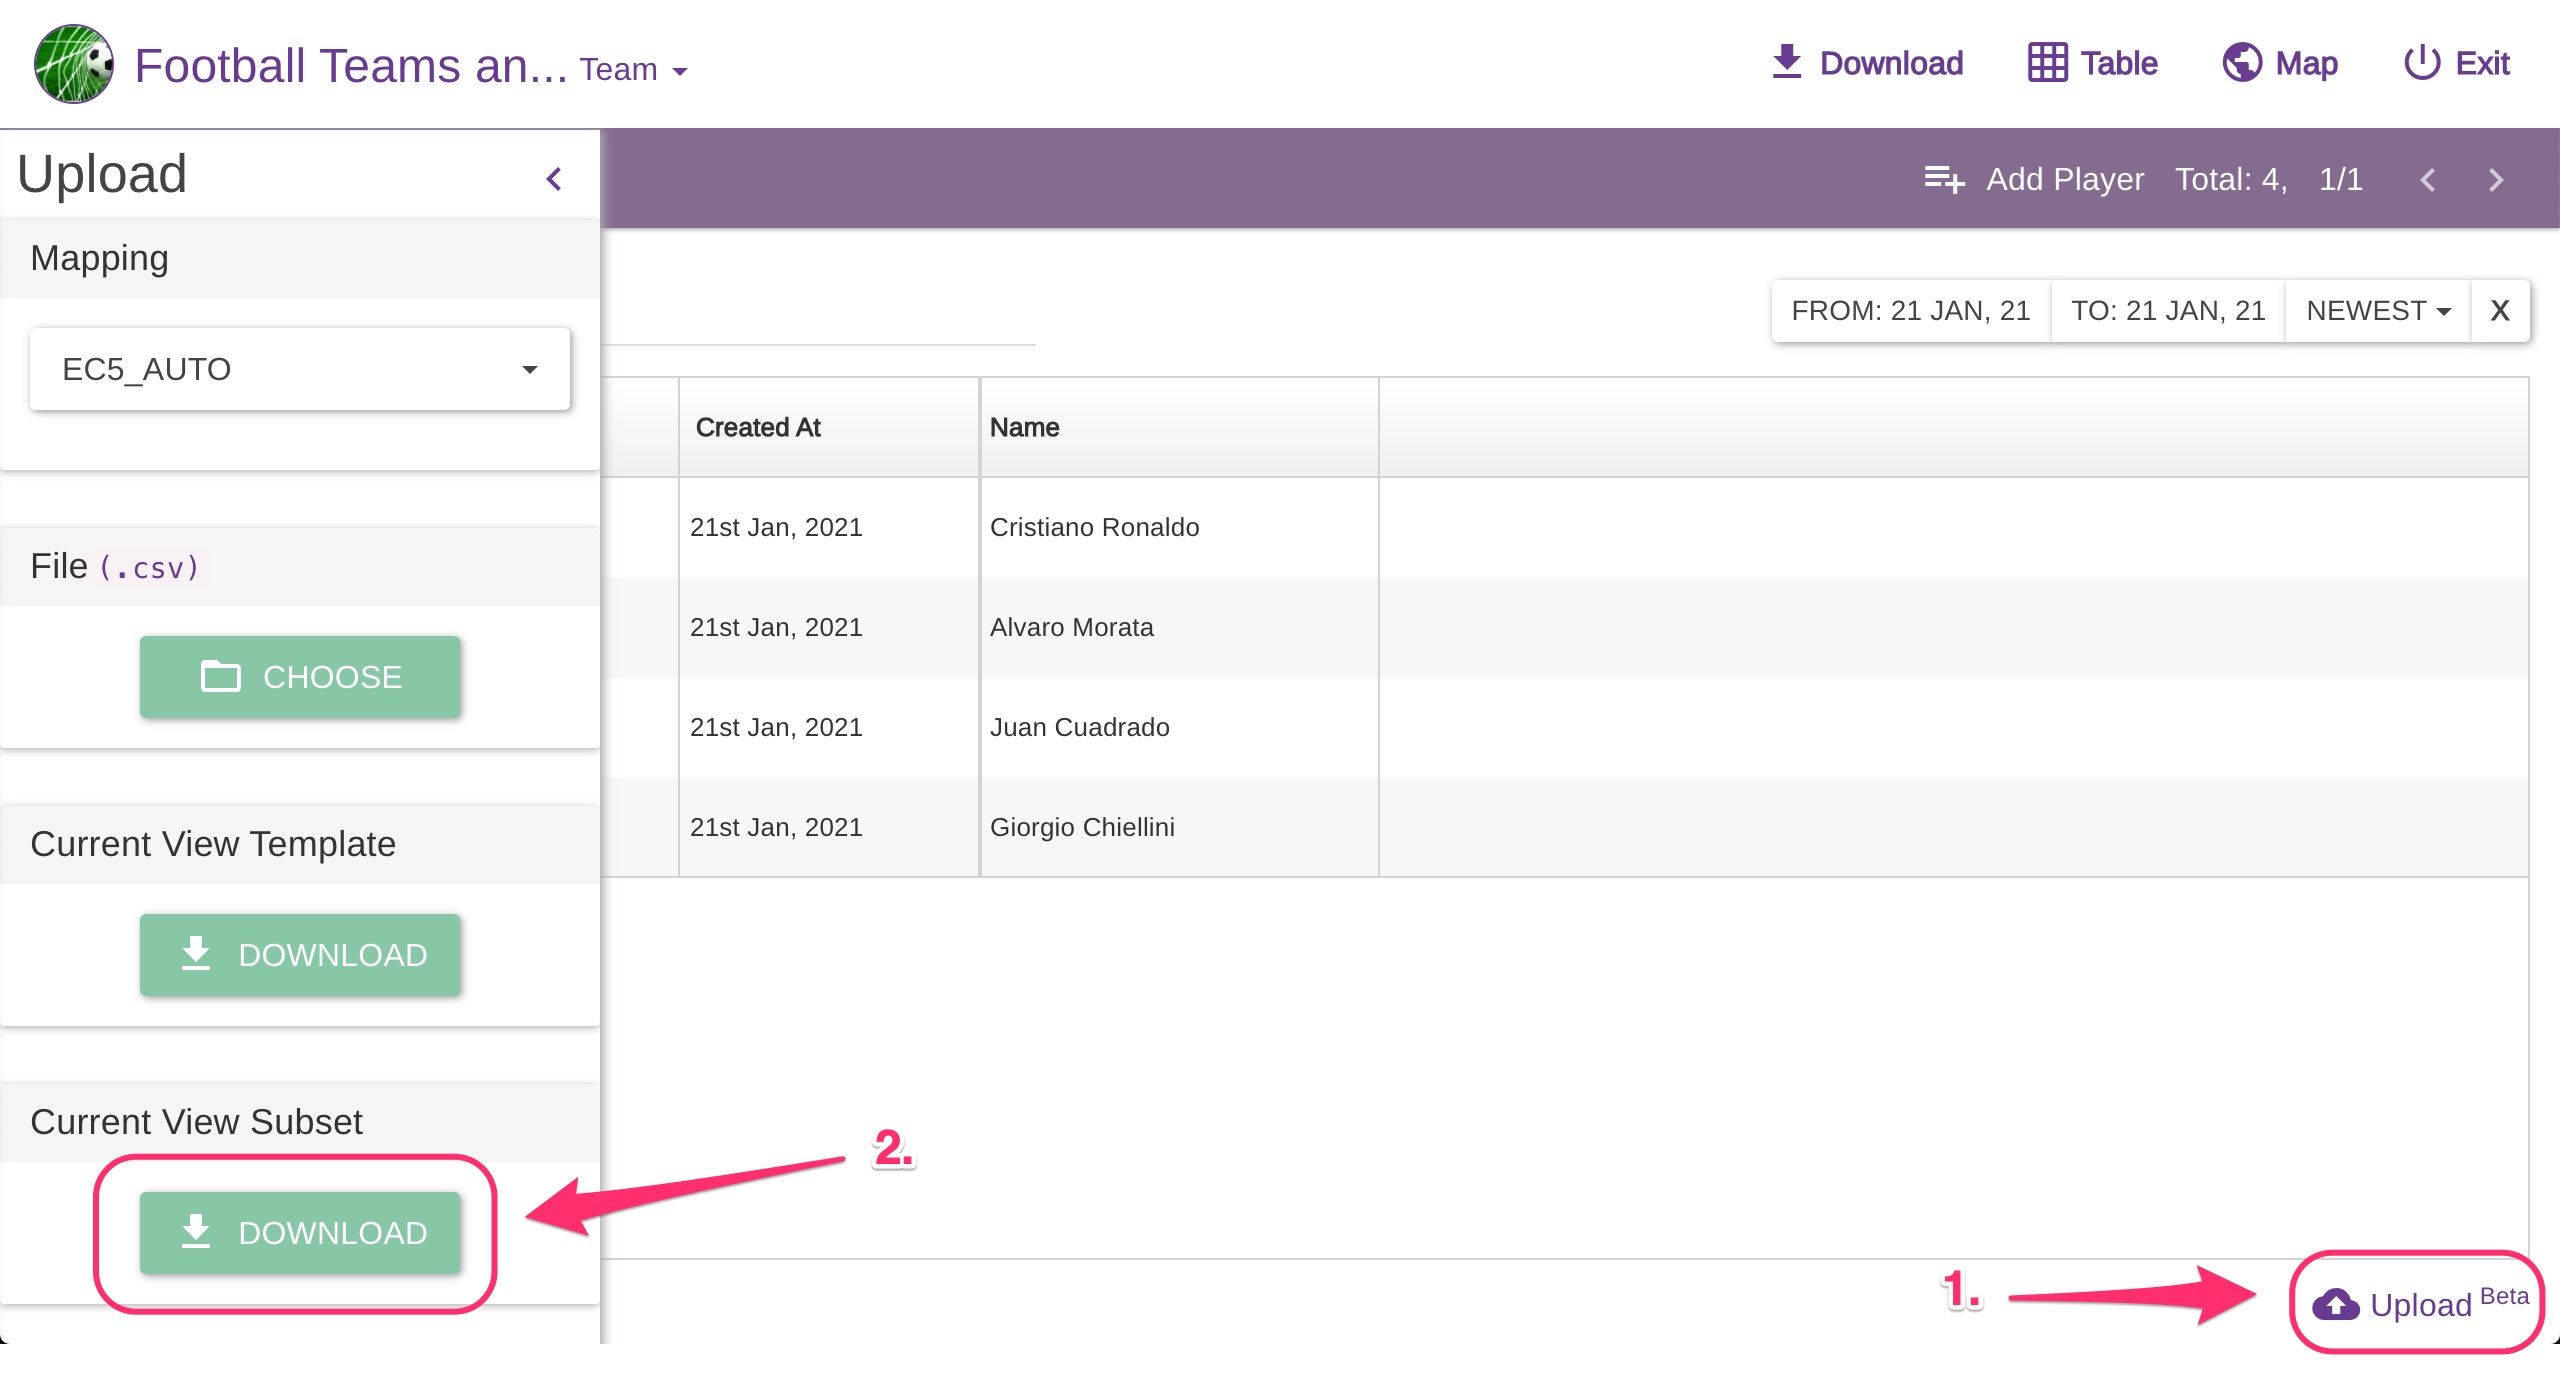 Football Teams an... Team
Download
Table
Map
Exit
Upload
Add Player
Total: 4,
1/1
Mapping
EC5_AUTO
FROM: 21 JAN, 21
TO: 21 JAN, 21
NEWEST
X
Created At
Name
21st Jan, 2021
Cristiano Ronaldo
21st Jan, 2021
Alvaro Morata
21st Jan, 2021
Juan Cuadrado
21st Jan, 2021
Giorgio Chiellini
File (.csv)
CHOOSE
Current View Template
DOWNLOAD
Current View Subset
DOWNLOAD
2.
1.
Upload Beta